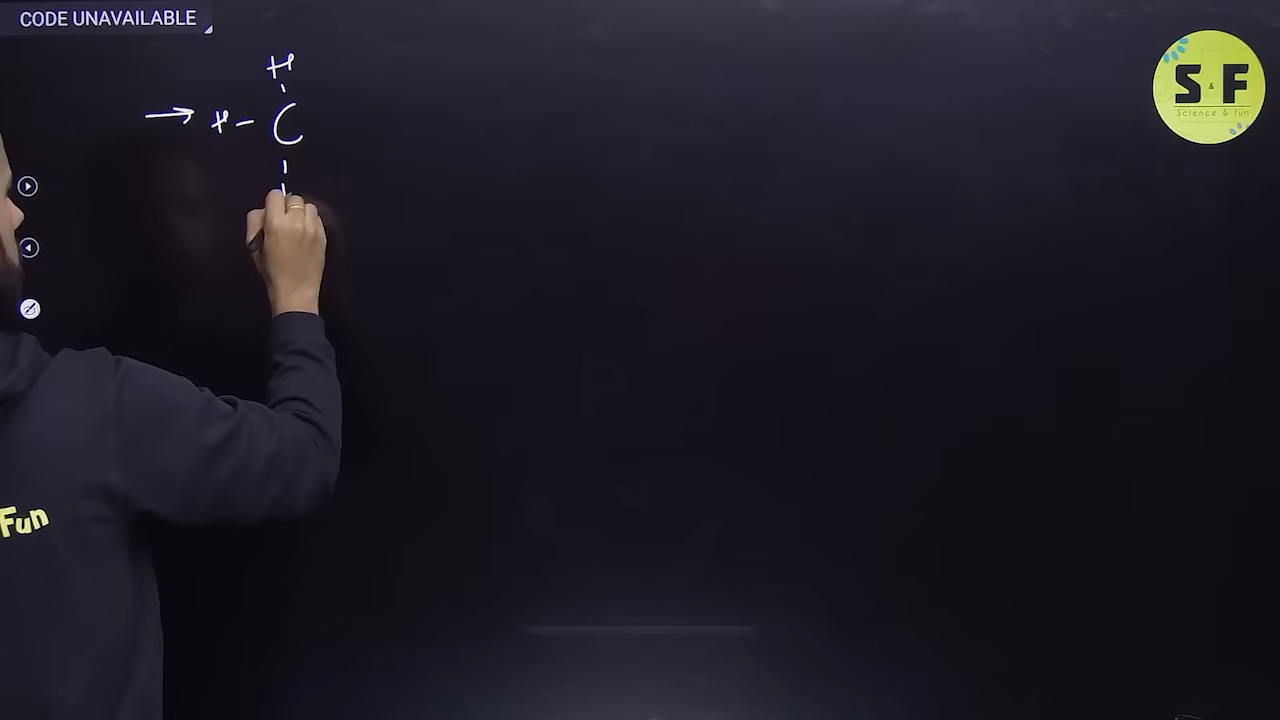 CODE UNAVAILABLE
H
→ H - C
S & F
Science & fun
Fun